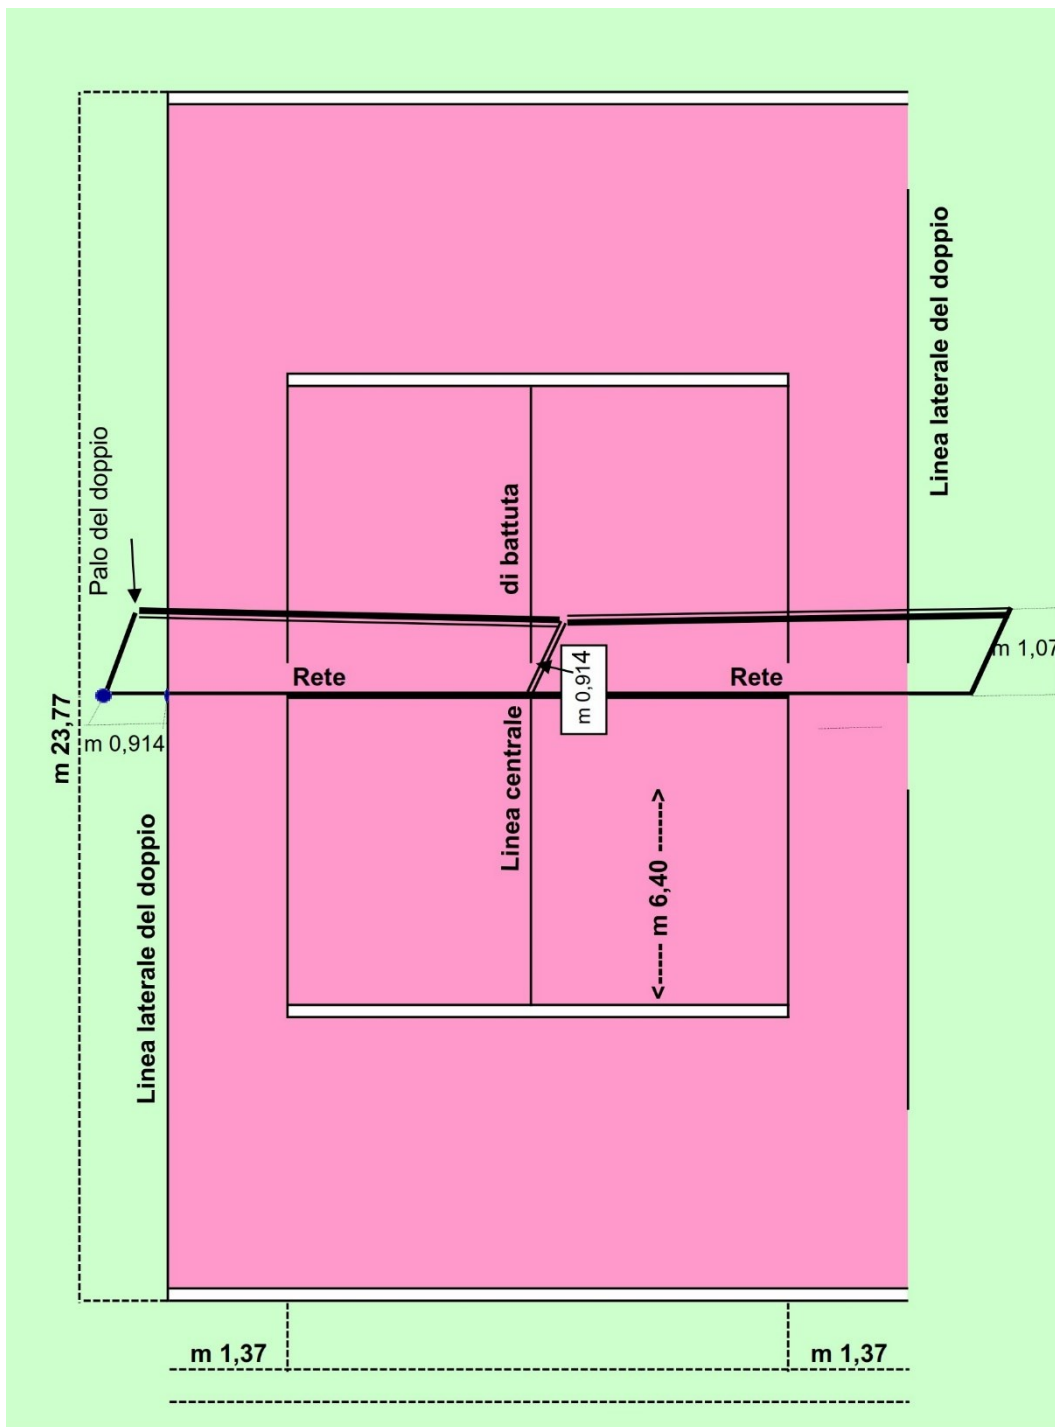 Linea laterale del doppio
Palo del doppio
di battuta
Rete
Rete
m 0,914
m 1,07
m 23,77
m 0,914
Linea centrale
<----- m 6,40 ----->
Linea laterale del doppio
m 1,37
m 1,37